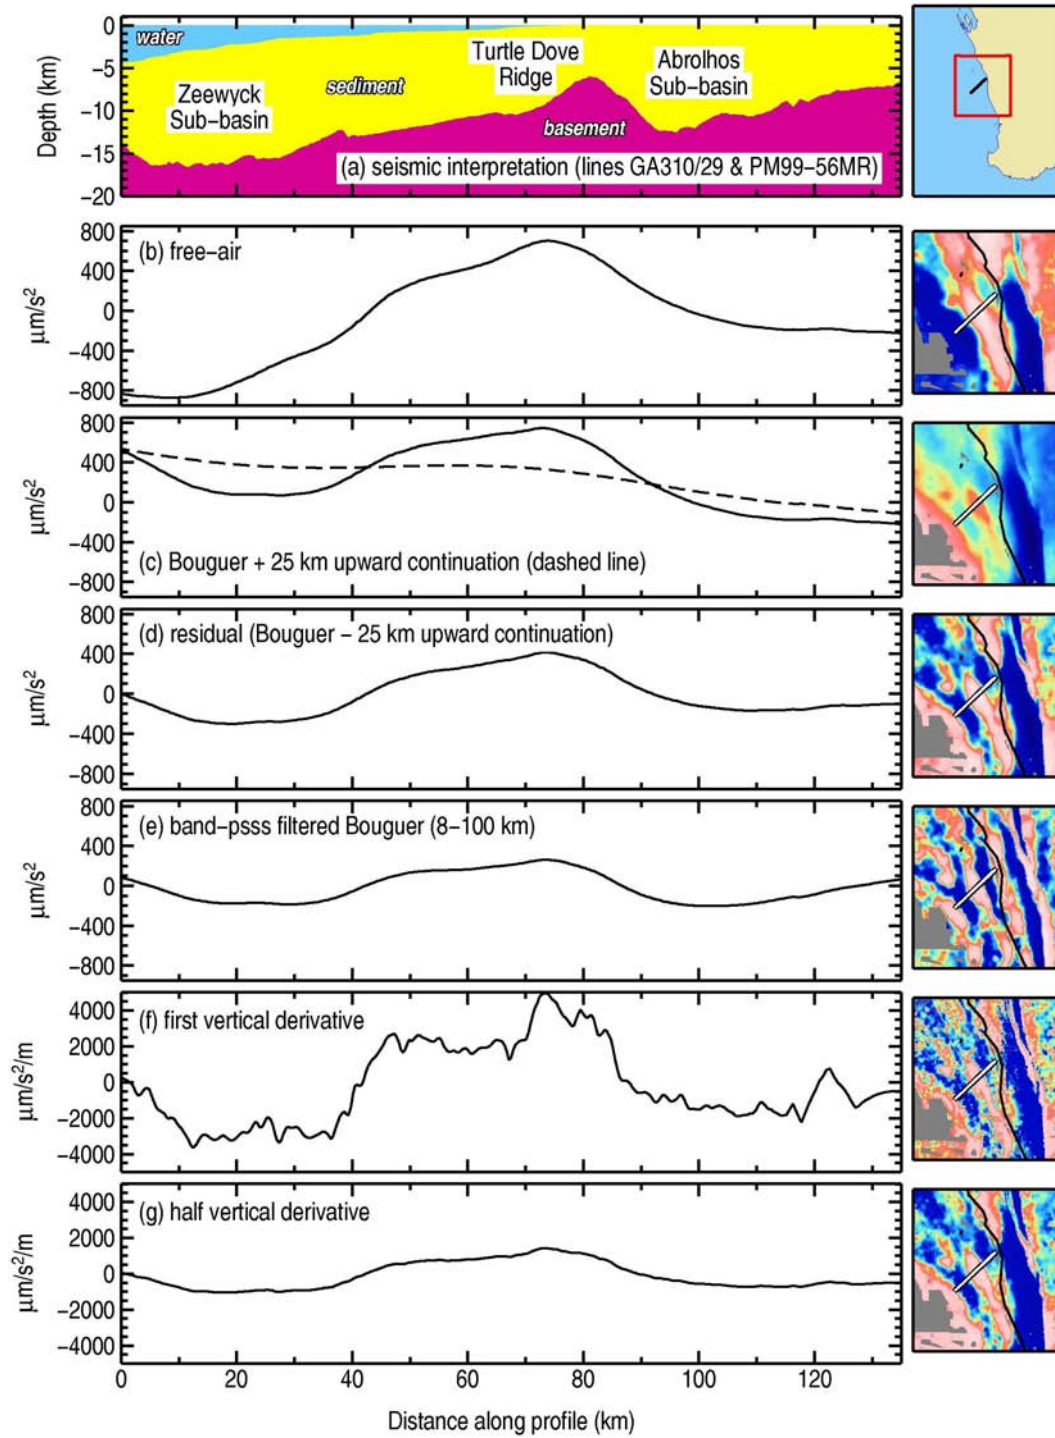 0
−5
−10
−15
−20
Depth (km)
water
Zeewyck
Sub−basin
sediment
Turtle Dove
Ridge
Abrolhos
Sub−basin
basement
(a) seismic interpretation (lines GA310/29 & PM99−56MR)
800
400
0
−400
−800
μm/s²
(b) free−air
800
400
0
−400
−800
μm/s²
(c) Bouguer + 25 km upward continuation (dashed line)
800
400
0
−400
−800
μm/s²
(d) residual (Bouguer − 25 km upward continuation)
800
400
0
−400
−800
μm/s²
(e) band−psss filtered Bouguer (8−100 km)
4000
2000
0
−2000
−4000
μm/s²/m
(f) first vertical derivative
4000
2000
0
−2000
−4000
μm/s²/m
(g) half vertical derivative
0 20 40 60 80 100 120
Distance along profile (km)